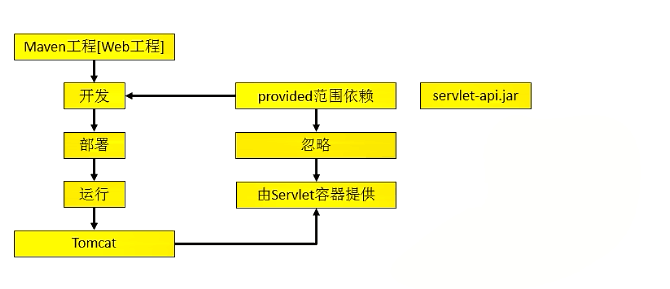 Maven工程[Web工程]
开发
provided范围依赖
servlet-api.jar
部署
忽略
运行
由Servlet容器提供
Tomcat